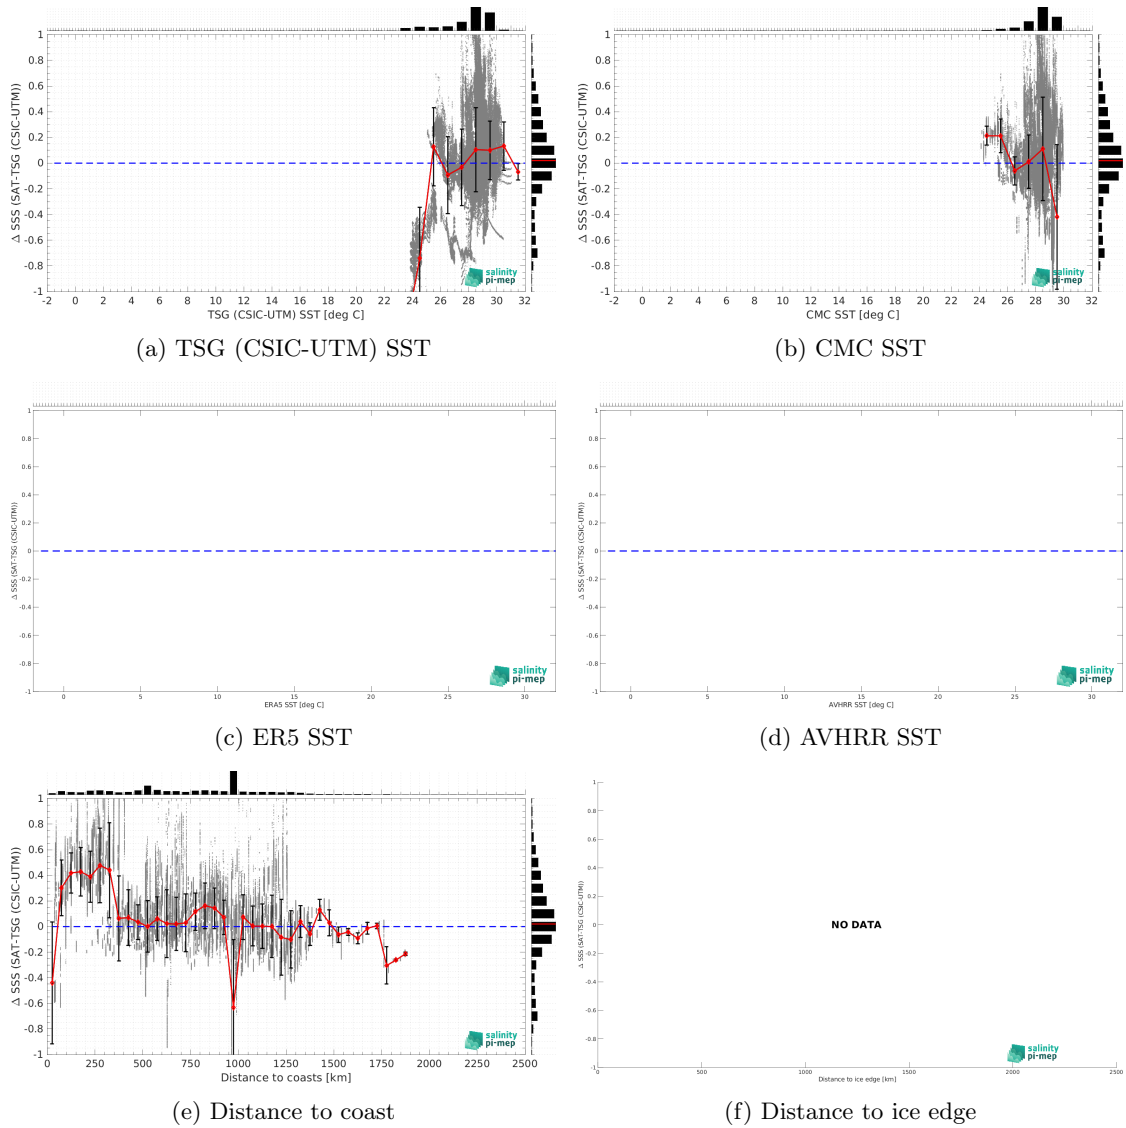 1
0.8
0.6
0.4
0.2
0
-0.2
-0.4
-0.6
-0.8
-1
Δ SSS (SAT-TSG (CSIC-UTM))
salinity
pi-mep
-2 0 2 4 6 8 10 12 14 16 18 20 22 24 26 28 30 32
TSG (CSIC-UTM) SST [deg C]
(a) TSG (CSIC-UTM) SST
1
0.8
0.6
0.4
0.2
0
-0.2
-0.4
-0.6
-0.8
-1
Δ SSS (SAT-TSG (CSIC-UTM))
salinity
pi-mep
-2 0 2 4 6 8 10 12 14 16 18 20 22 24 26 28 30 32
CMC SST [deg C]
(b) CMC SST
1
0.8
0.6
0.4
0.2
0
-0.2
-0.4
-0.6
-0.8
-1
Δ SSS (SAT-TSG (CSIC-UTM))
salinity
pi-mep
0 5 10 15 20 25 30
ERA5 SST [deg C]
(c) ER5 SST
1
0.8
0.6
0.4
0.2
0
-0.2
-0.4
-0.6
-0.8
-1
Δ SSS (SAT-TSG (CSIC-UTM))
salinity
pi-mep
0 5 10 15 20 25 30
AVHRR SST [deg C]
(d) AVHRR SST
1
0.8
0.6
0.4
0.2
0
-0.2
-0.4
-0.6
-0.8
-1
Δ SSS (SAT-TSG (CSIC-UTM))
salinity
pi-mep
0 250 500 750 1000 1250 1500 1750 2000 2250 2500
Distance to coasts [km]
(e) Distance to coast
1
0.8
0.6
0.4
0.2
0
-0.2
-0.4
-0.6
-0.8
-1
Δ SSS (SAT-TSG (CSIC-UTM))
NO DATA
salinity
pi-mep
0 500 1000 1500 2000 2500
Distance to ice edge [km]
(f) Distance to ice edge